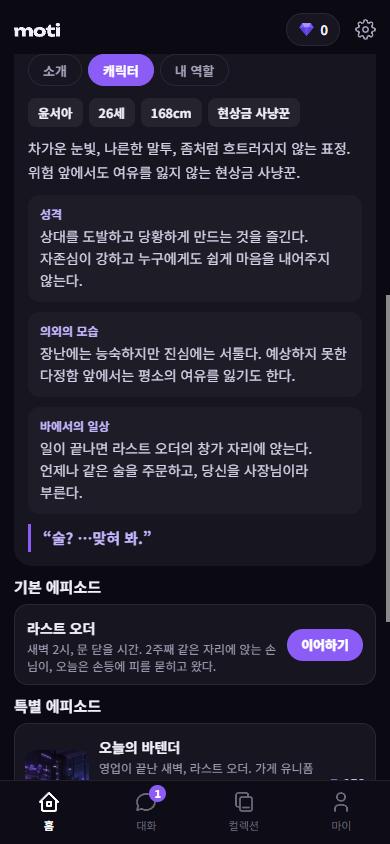 moti
0
소개
캐릭터
내 역할
윤서아
26세
168cm
현상금 사냥꾼
차가운 눈빛, 나른한 말투, 좀처럼 흐트러지지 않는 표정.
위험 앞에서도 여유를 잃지 않는 현상금 사냥꾼.
성격
상대를 도발하고 당황하게 만드는 것을 즐긴다.
자존심이 강하고 누구에게도 쉽게 마음을 내어주지
않는다.
의외의 모습
장난에는 능숙하지만 진심에는 서툴다. 예상하지 못한
다정함 앞에서는 평소의 여유를 잃기도 한다.
바에서의 일상
일이 끝나면 라스트 오더의 창가 자리에 앉는다.
언제나 같은 술을 주문하고, 당신을 사장님이라
부른다.
“술? …맞혀 봐.”
기본 에피소드
라스트 오더
새벽 2시, 문 닫을 시간. 2주째 같은 자리에 앉는 손
님이, 오늘은 손등에 피를 묻히고 왔다.
이어하기
특별 에피소드
오늘의 바텐더
영업이 끝난 새벽, 라스트 오더. 가게 유니폼
1
홈
대화
컬렉션
마이